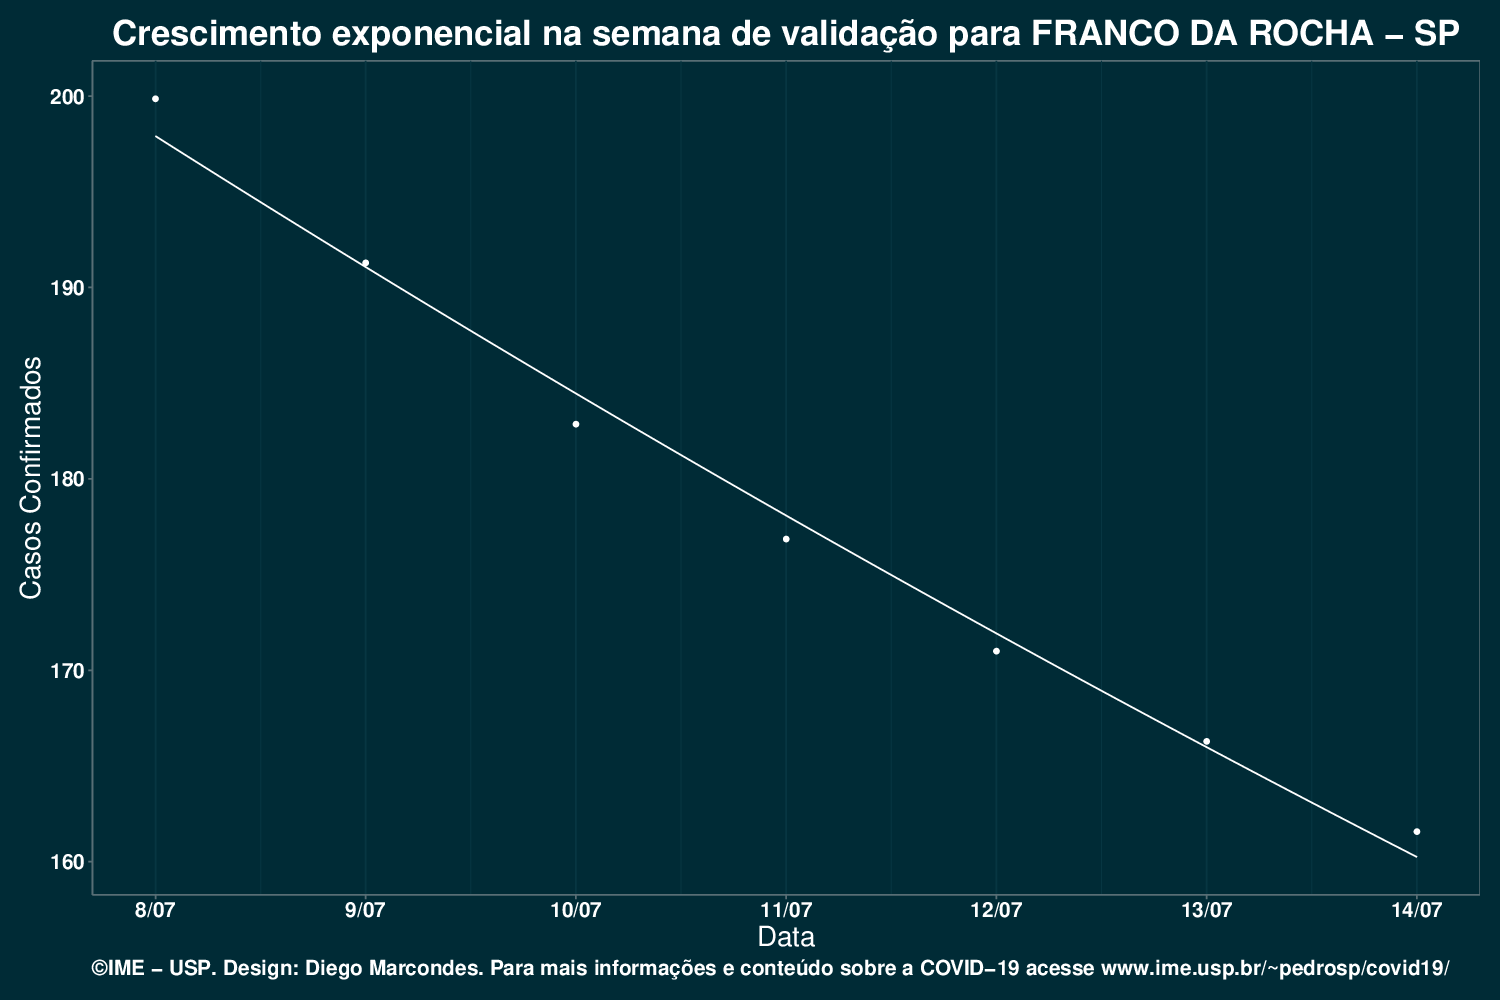 Crescimento exponencial na semana de validação para FRANCO DA ROCHA – SP
200
190
180
170
160
Casos Confirmados
8/07 9/07 10/07 11/07 12/07 13/07 14/07
Data
©IME – USP. Design: Diego Marcondes. Para mais informações e conteúdo sobre a COVID–19 acesse www.ime.usp.br/~pedrosp/covid19/